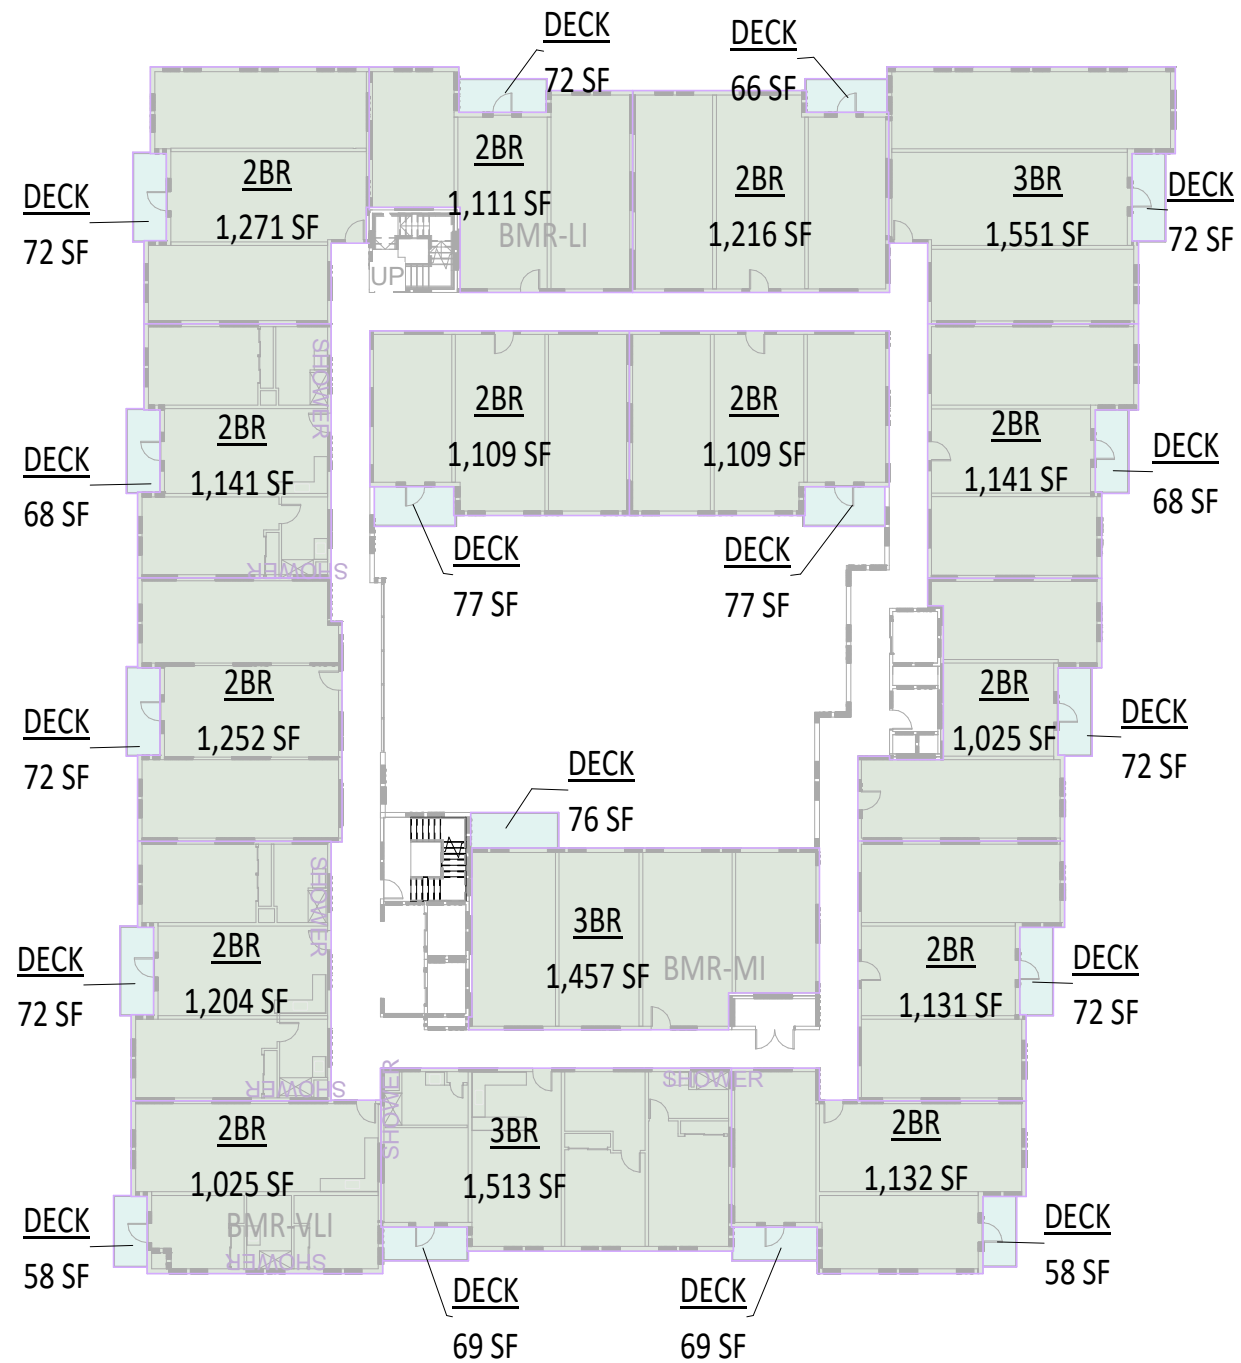 DECK
72 SF
DECK
66 SF
2BR
1,271 SF
2BR
1,111 SF
BMR-LI
2BR
1,216 SF
3BR
1,551 SF
DECK
72 SF
DECK
72 SF
UP
SHOWER
2BR
1,141 SF
DECK
68 SF
SHOWER
2BR
1,109 SF
2BR
1,109 SF
2BR
1,141 SF
DECK
68 SF
DECK
77 SF
DECK
77 SF
2BR
1,252 SF
DECK
72 SF
2BR
1,025 SF
DECK
72 SF
DECK
76 SF
SHOWER
2BR
1,204 SF
DECK
72 SF
SHOWER
3BR
1,457 SF
BMR-MI
2BR
1,131 SF
DECK
72 SF
2BR
1,025 SF
BMR-VLI
SHOWER
DECK
58 SF
SHOWER
SHOWER
3BR
1,513 SF
2BR
1,132 SF
DECK
58 SF
DECK
69 SF
DECK
69 SF